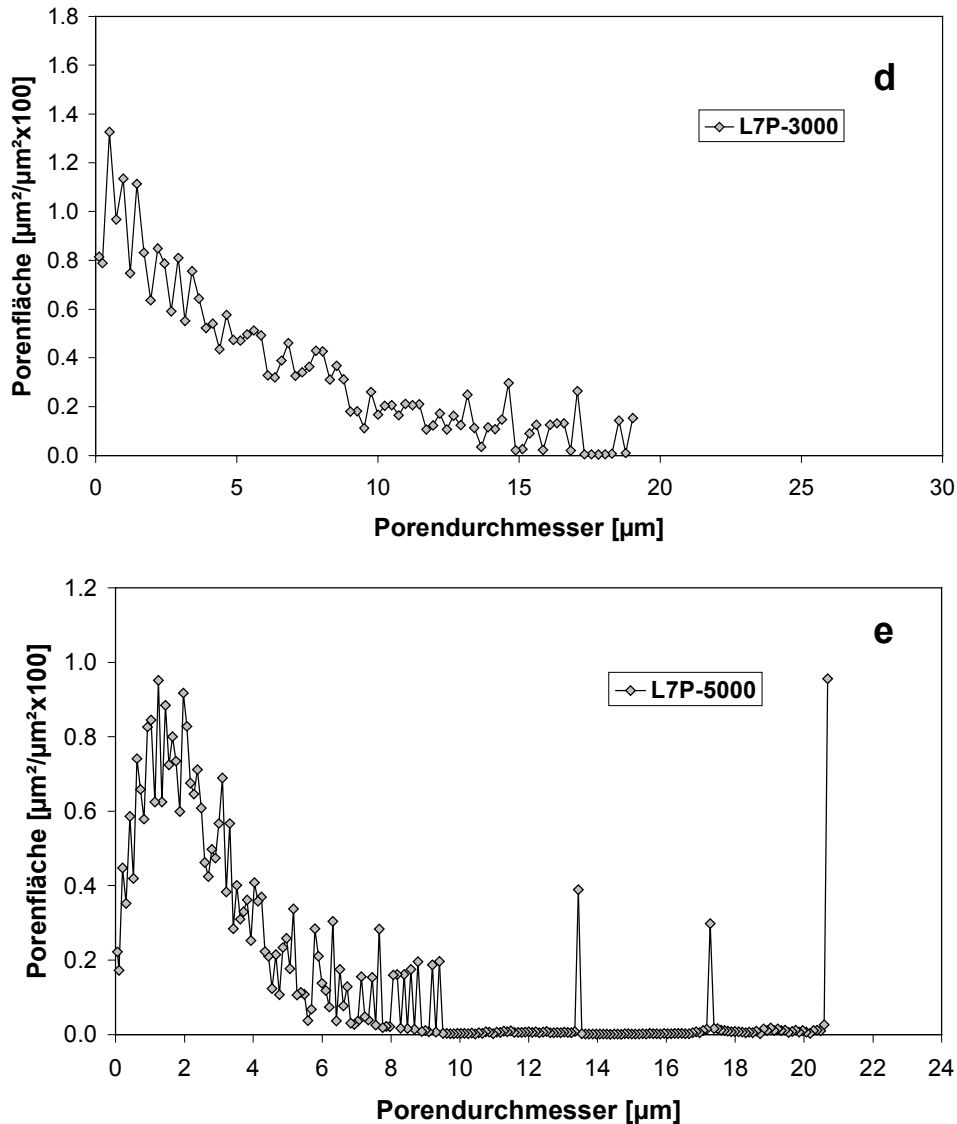 d
L7P-3000
Porenfläche [µm²/µm²x100]
1.8
1.6
1.4
1.2
1.0
0.8
0.6
0.4
0.2
0.0
0 5 10 15 20 25 30
Porendurchmesser [µm]
e
L7P-5000
Porenfläche [µm²/µm²x100]
1.2
1.0
0.8
0.6
0.4
0.2
0.0
0 2 4 6 8 10 12 14 16 18 20 22 24
Porendurchmesser [µm]